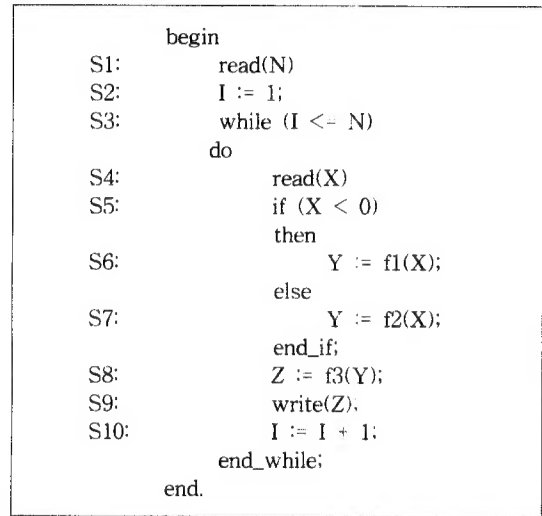 begin
S1: read(N)
S2: I := 1;
S3: while (I <= N)
do
S4: read(X)
S5: if (X < 0)
then
S6: Y := f1(X);
else
S7: Y := f2(X);
end_if;
S8: Z := f3(Y);
S9: write(Z);
S10: I := I + 1;
end_while;
end.